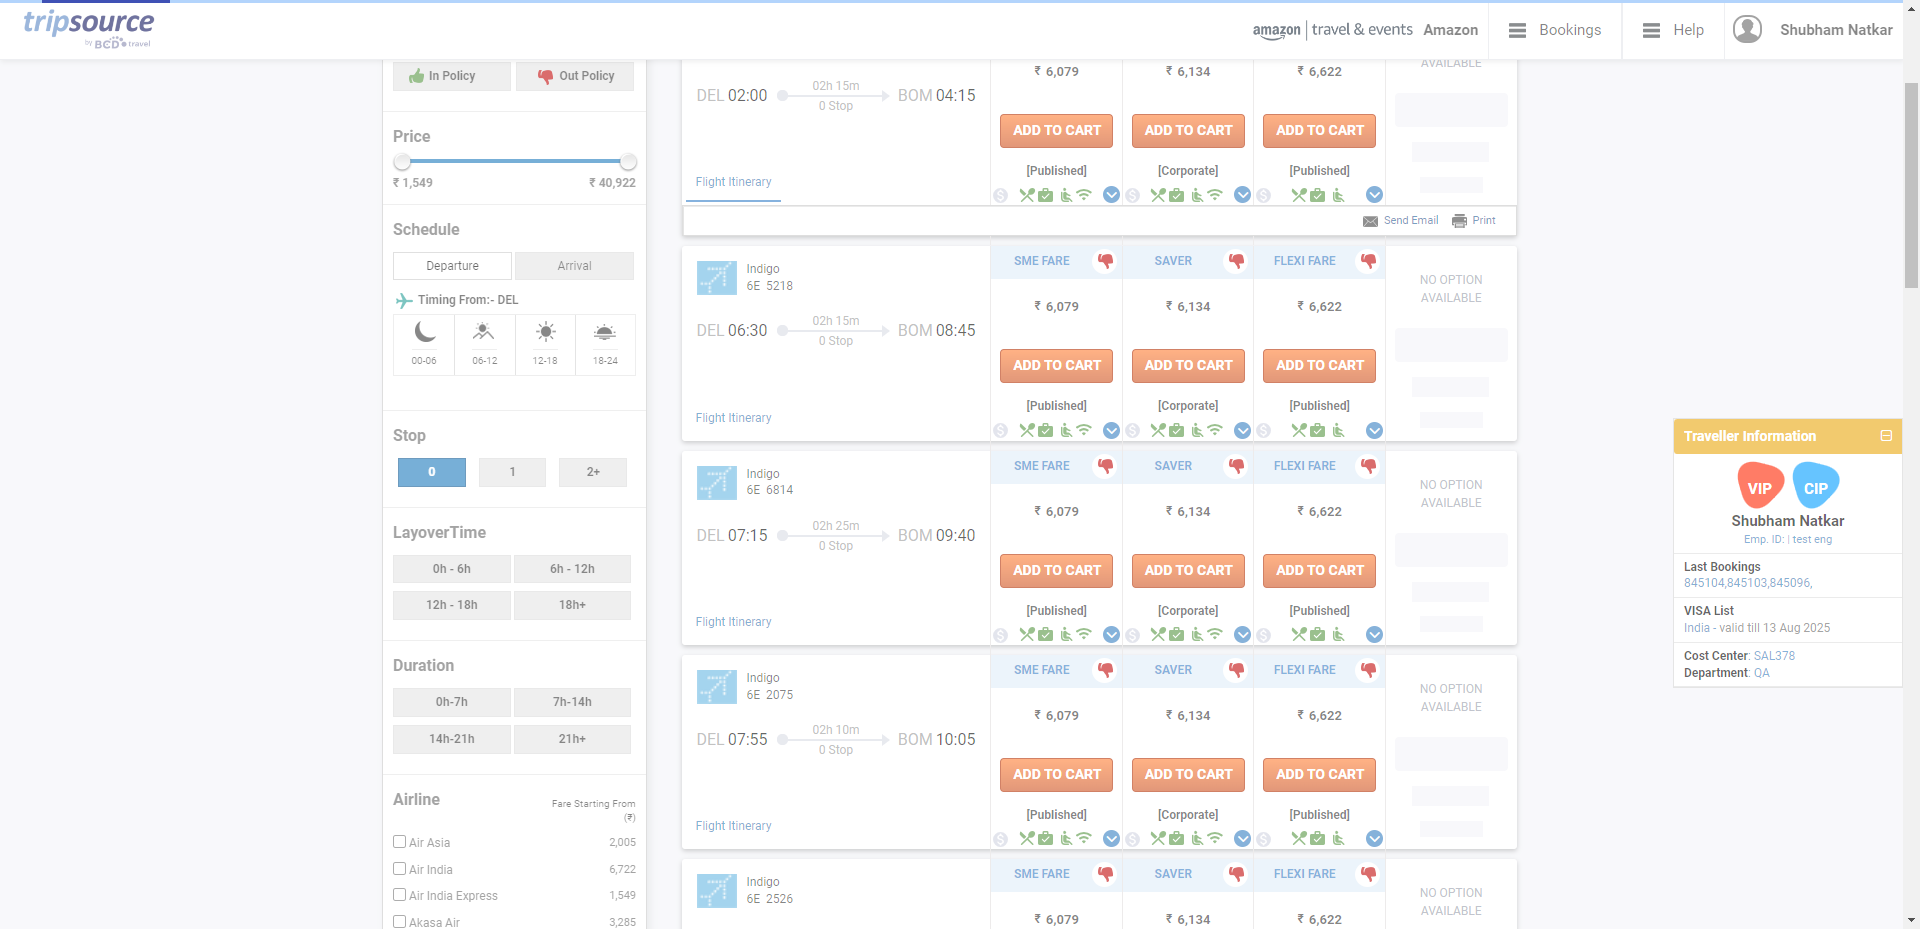 tripsource
by BCD travel
amazon | travel & events Amazon
Bookings
Help
Shubham Natkar
In Policy
Out Policy
Price
₹ 1,549
₹ 40,922
Schedule
Departure
Arrival
Timing From:- DEL
00-06
06-12
12-18
18-24
Stop
0
1
2+
LayoverTime
0h - 6h
6h - 12h
12h - 18h
18h+
Duration
0h-7h
7h-14h
14h-21h
21h+
Airline
Fare Starting From
(₹)
Air Asia 2,005
Air India 6,722
Air India Express 1,549
Akasa Air 3,285
DEL 02:00
02h 15m
0 Stop
BOM 04:15
Flight Itinerary
₹ 6,079
ADD TO CART
[Published]
₹ 6,134
ADD TO CART
[Corporate]
₹ 6,622
ADD TO CART
[Published]
AVAILABLE
Send Email
Print
Indigo
6E 5218
DEL 06:30
02h 15m
0 Stop
BOM 08:45
Flight Itinerary
SME FARE
₹ 6,079
ADD TO CART
[Published]
SAVER
₹ 6,134
ADD TO CART
[Corporate]
FLEXI FARE
₹ 6,622
ADD TO CART
[Published]
NO OPTION
AVAILABLE
Indigo
6E 6814
DEL 07:15
02h 25m
0 Stop
BOM 09:40
Flight Itinerary
SME FARE
₹ 6,079
ADD TO CART
[Published]
SAVER
₹ 6,134
ADD TO CART
[Corporate]
FLEXI FARE
₹ 6,622
ADD TO CART
[Published]
NO OPTION
AVAILABLE
Indigo
6E 2075
DEL 07:55
02h 10m
0 Stop
BOM 10:05
Flight Itinerary
SME FARE
₹ 6,079
ADD TO CART
[Published]
SAVER
₹ 6,134
ADD TO CART
[Corporate]
FLEXI FARE
₹ 6,622
ADD TO CART
[Published]
NO OPTION
AVAILABLE
Indigo
6E 2526
SME FARE
₹ 6,079
SAVER
₹ 6,134
FLEXI FARE
₹ 6,622
NO OPTION
AVAILABLE
Traveller Information
VIP
CIP
Shubham Natkar
Emp. ID: | test eng
Last Bookings
845104,845103,845096,
VISA List
India - valid till 13 Aug 2025
Cost Center: SAL378
Department: QA